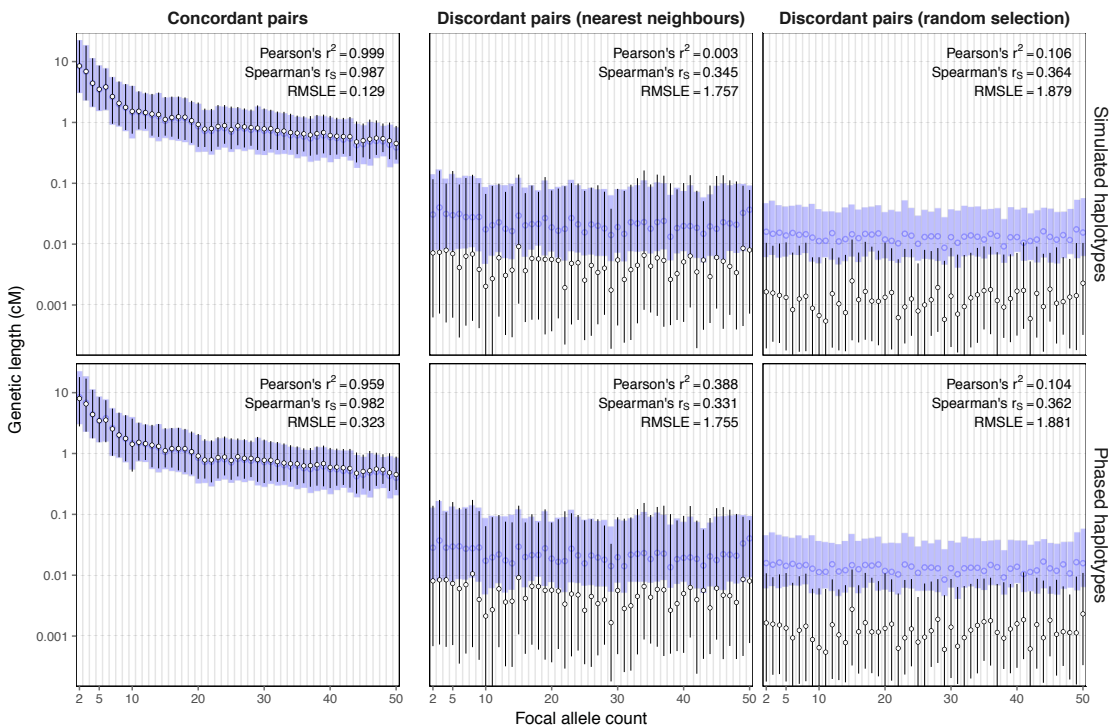 Concordant pairs
Discordant pairs (nearest neighbours)
Discordant pairs (random selection)
Pearson's r² = 0.999
Spearman's rS = 0.987
RMSLE = 0.129
Pearson's r² = 0.003
Spearman's rS = 0.345
RMSLE = 1.757
Pearson's r² = 0.106
Spearman's rS = 0.364
RMSLE = 1.879
Simulated haplotypes
10
1
0.1
0.01
0.001
Genetic length (cM)
Pearson's r² = 0.959
Spearman's rS = 0.982
RMSLE = 0.323
Pearson's r² = 0.388
Spearman's rS = 0.331
RMSLE = 1.755
Pearson's r² = 0.104
Spearman's rS = 0.362
RMSLE = 1.881
Phased haplotypes
10
1
0.1
0.01
0.001
2 5 10 20 30 40 50
2 5 10 20 30 40 50
2 5 10 20 30 40 50
Focal allele count